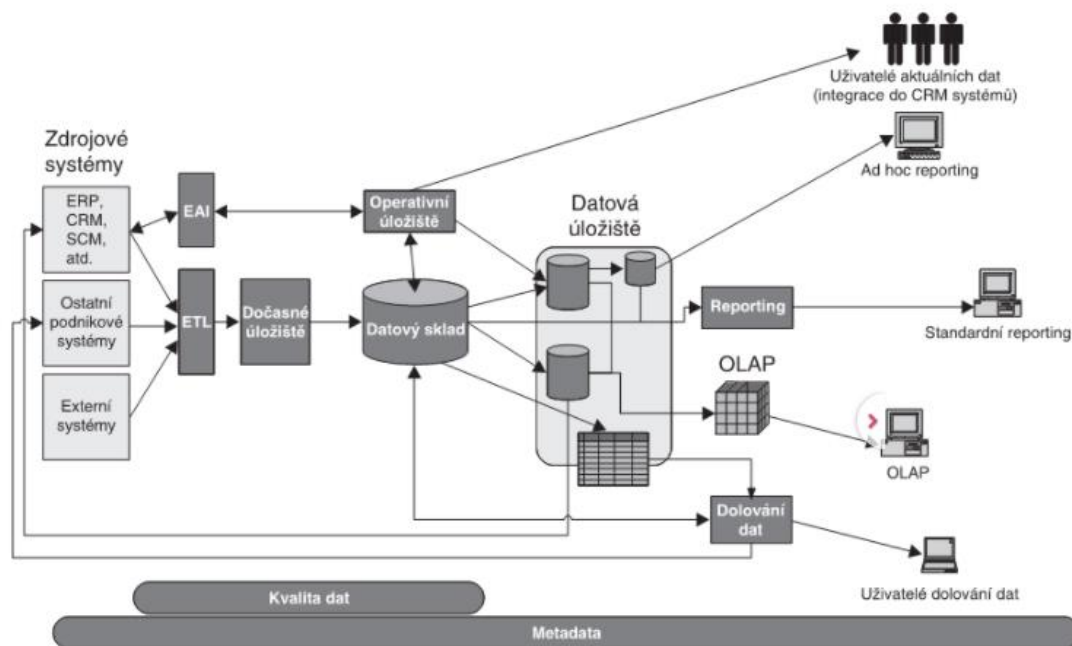 Uživatelé aktuálních dat
(integrace do CRM systémů)
Ad hoc reporting
Zdrojové
systémy
ERP,
CRM,
SCM,
atd.
EAI
Operativní
úložiště
Datová
úložiště
Ostatní
podnikové
systémy
ETL
Dočasné
úložiště
Datový sklad
Reporting
Standardní reporting
Externí
systémy
OLAP
OLAP
Dolování
dat
Uživatelé dolování dat
Kvalita dat
Metadata